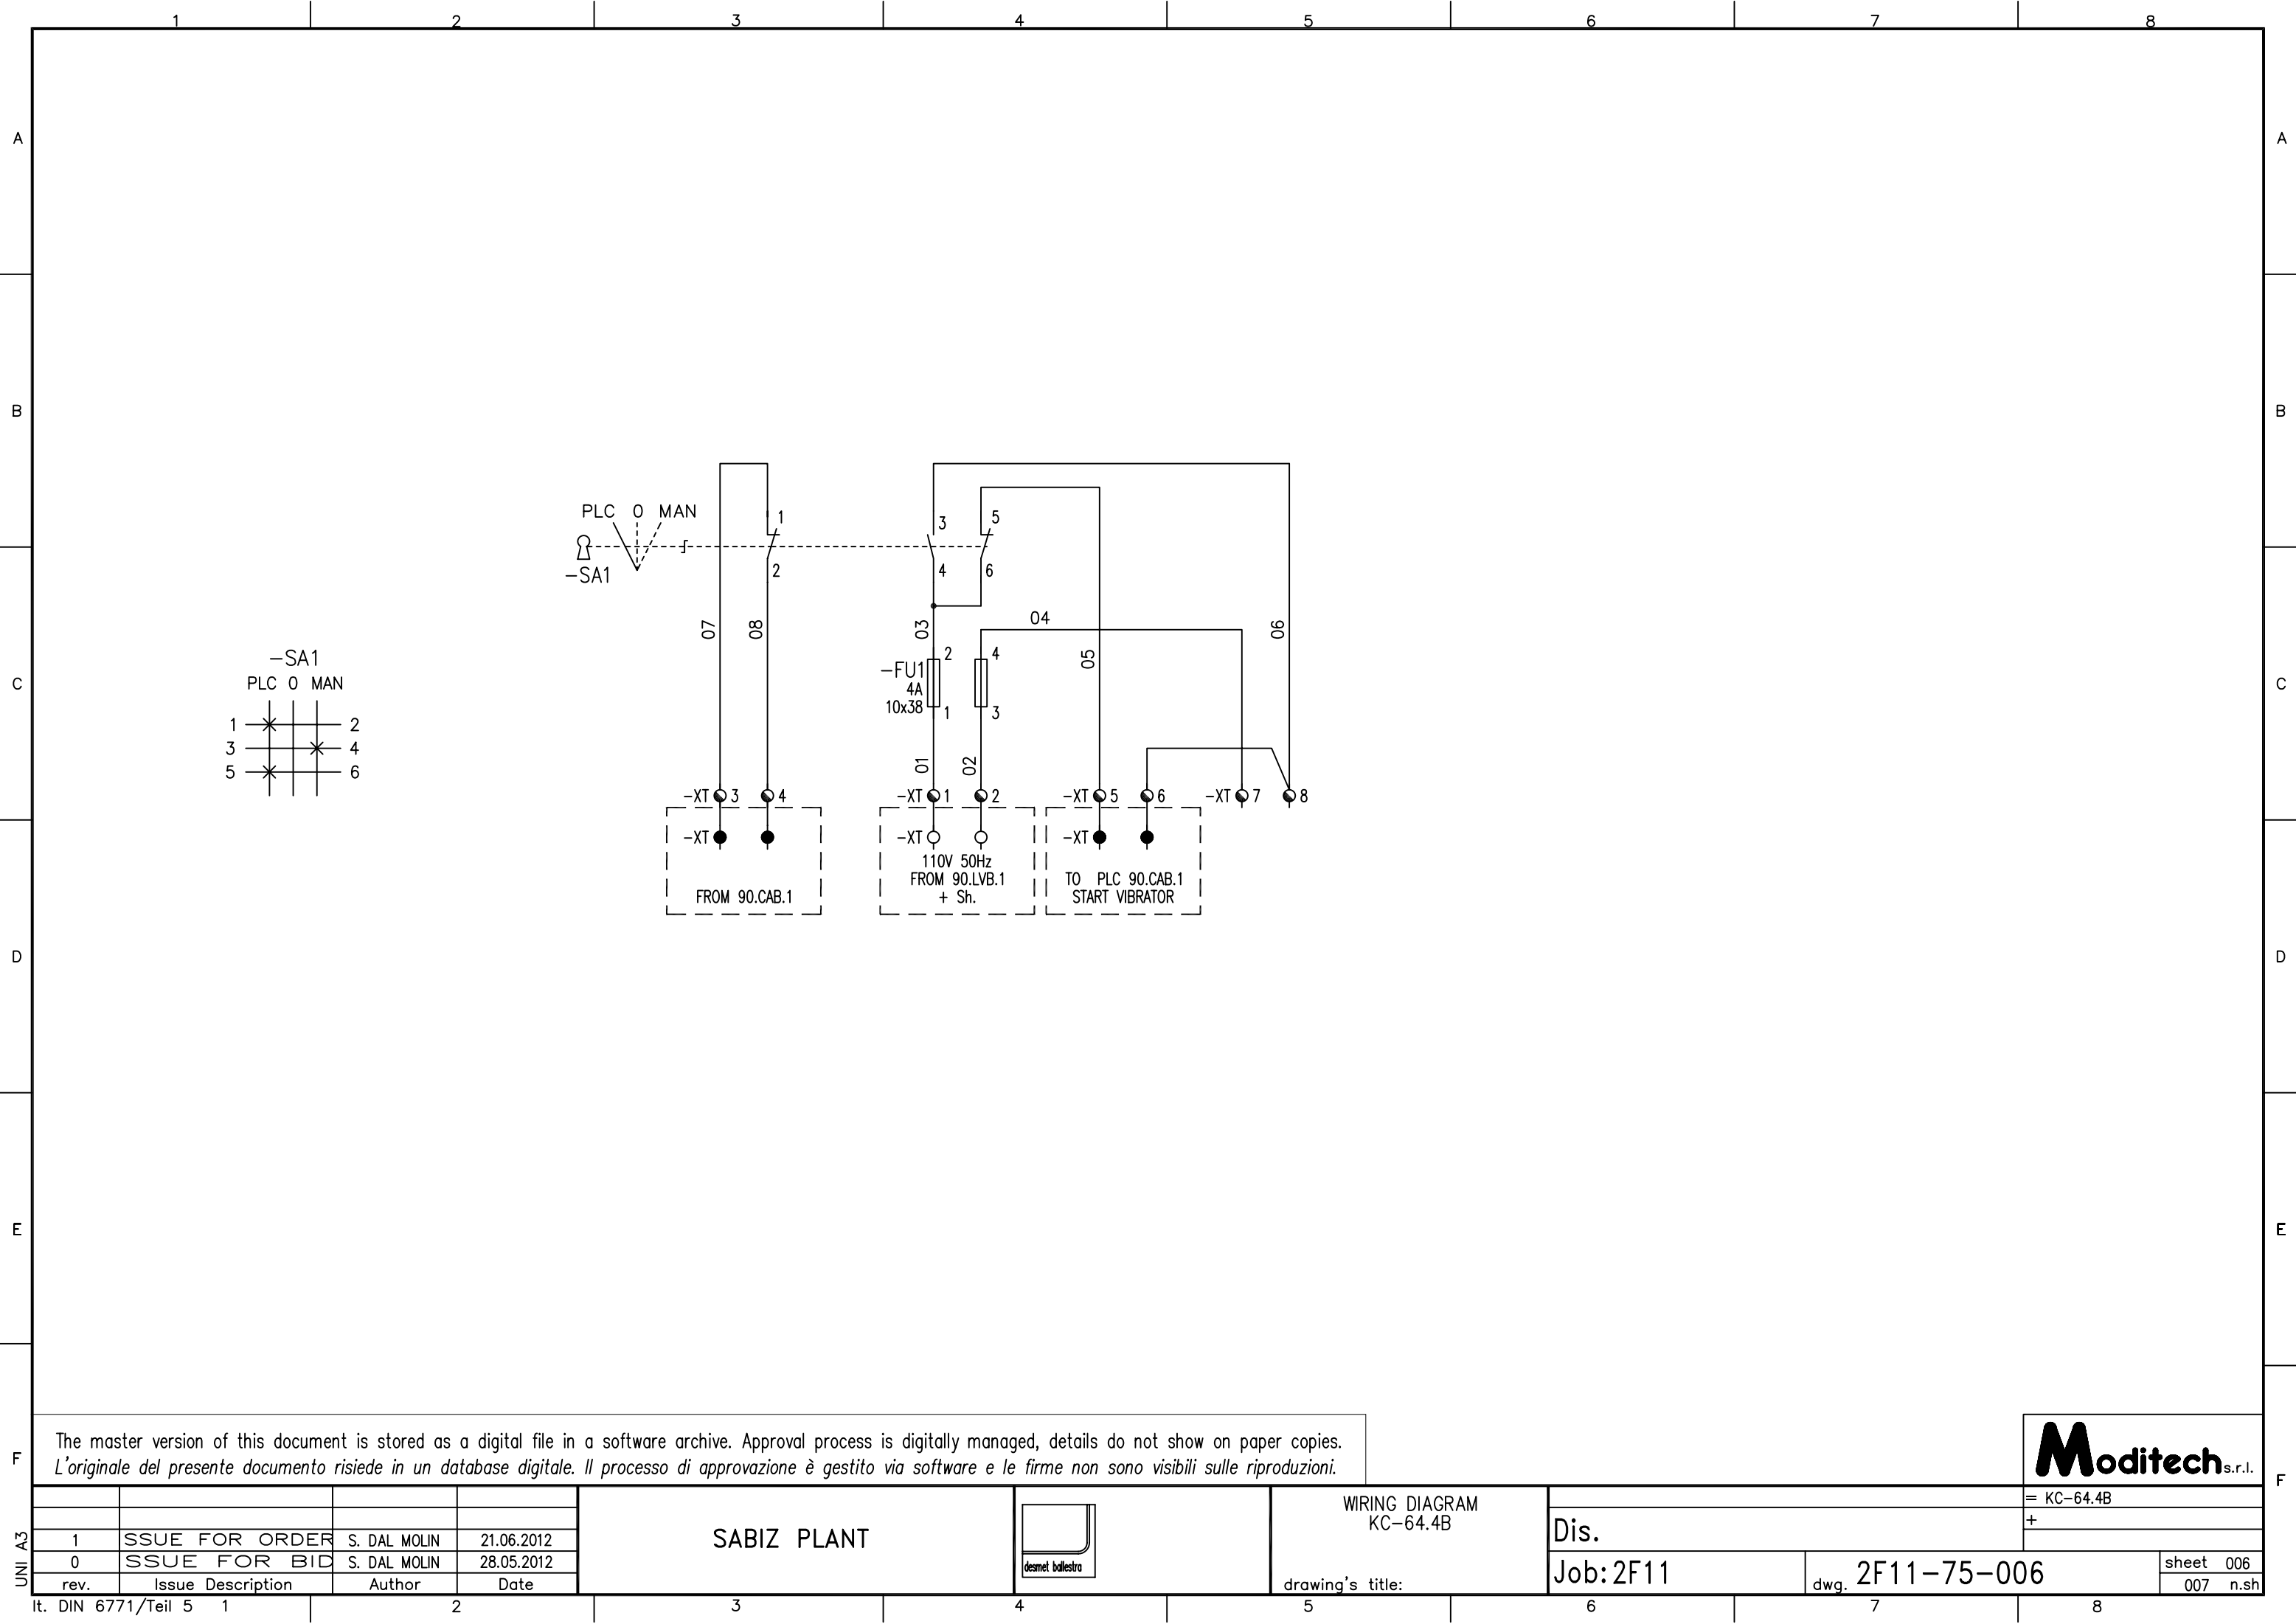 1 2 3 4 5 6 7 8
A A
B B
PLC 0 MAN
-SA1
1
2
3
4
5
6
07
08
03
04
05
06
-SA1
PLC 0 MAN
1 2
3 4
5 6
-FU1
4A
10x38
2
1
4
3
01
02
C C
-XT 3 4
-XT 1 2
-XT 5 6
-XT 7 8
-XT
-XT
-XT
FROM 90.CAB.1
110V 50Hz
FROM 90.LVB.1
+ Sh.
TO PLC 90.CAB.1
START VIBRATOR
D D
E E
F F
The master version of this document is stored as a digital file in a software archive. Approval process is digitally managed, details do not show on paper copies.
L'originale del presente documento risiede in un database digitale. Il processo di approvazione è gestito via software e le firme non sono visibili sulle riproduzioni.
Moditech s.r.l.
1 SSUE FOR ORDER S. DAL MOLIN 21.06.2012
0 SSUE FOR BID S. DAL MOLIN 28.05.2012
rev. Issue Description Author Date
SABIZ PLANT
desmet ballestra
WIRING DIAGRAM
KC-64.4B
drawing's title:
= KC-64.4B
+
Dis.
Job: 2F11
dwg. 2F11-75-006
sheet 006
007 n.sh
UNI A3
lt. DIN 6771/Teil 5 1 2 3 4 5 6 7 8